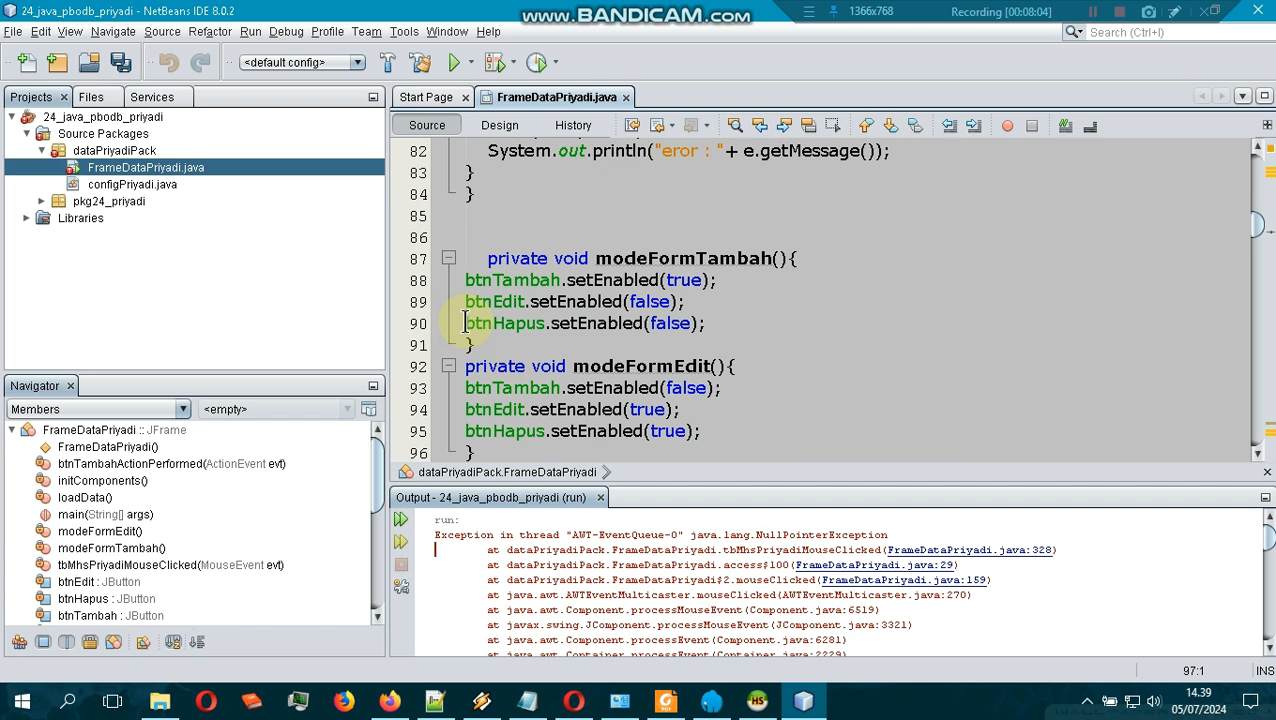 24_java_pbodb_priyadi - NetBeans IDE 8.0.2
www.BANDICAM.com
1366x768
Recording [00:08:04]
File Edit View Navigate Source Refactor Run Debug Profile Team Tools Window Help
Search (Ctrl+I)
<default config>
Projects
Files
Services
Start Page
FrameDataPriyadi.java
Source
Design
History
24_java_pbodb_priyadi
Source Packages
dataPriyadiPack
FrameDataPriyadi.java
configPriyadi.java
pkg24_priyadi
Libraries
82 System.out.println("eror : "+ e.getMessage());
83 }
84 }
85
86
87 private void modeFormTambah(){
88 btnTambah.setEnabled(true);
89 btnEdit.setEnabled(false);
90 btnHapus.setEnabled(false);
91 }
92 private void modeFormEdit(){
93 btnTambah.setEnabled(false);
94 btnEdit.setEnabled(true);
95 btnHapus.setEnabled(true);
96 }
dataPriyadiPack.FrameDataPriyadi
Navigator
Members
<empty>
FrameDataPriyadi :: JFrame
FrameDataPriyadi()
btnTambahActionPerformed(ActionEvent evt)
initComponents()
loadData()
main(String[] args)
modeFormEdit()
modeFormTambah()
tbMhsPriyadiMouseClicked(MouseEvent evt)
btnEdit : JButton
btnHapus : JButton
btnTambah : JButton
Output - 24_java_pbodb_priyadi (run)
run:
Exception in thread "AWT-EventQueue-0" java.lang.NullPointerException
at dataPriyadiPack.FrameDataPriyadi.tbMhsPriyadiMouseClicked(FrameDataPriyadi.java:328)
at dataPriyadiPack.FrameDataPriyadi.access$100(FrameDataPriyadi.java:29)
at dataPriyadiPack.FrameDataPriyadi$2.mouseClicked(FrameDataPriyadi.java:159)
at java.awt.AWTEventMulticaster.mouseClicked(AWTEventMulticaster.java:270)
at java.awt.Component.processMouseEvent(Component.java:6519)
at javax.swing.JComponent.processMouseEvent(JComponent.java:3321)
at java.awt.Component.processEvent(Component.java:6281)
at java.awt.Container.processEvent(Container.java:2229)
97:1
INS
14.39
05/07/2024